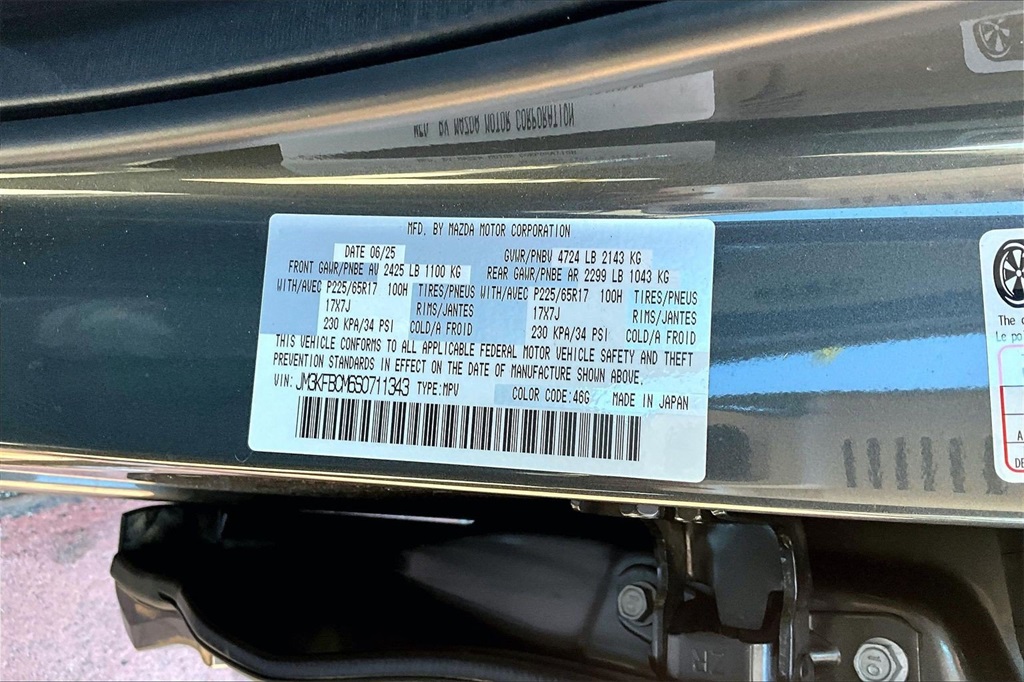 MFD. BY MAZDA MOTOR CORPORATION
DATE 06/25 GVWR/PNBV 4724 LB 2143 KG
FRONT GAWR/PNBE AV 2425 LB 1100 KG REAR GAWR/PNBE AR 2299 LB 1043 KG
WITH/AVEC P225/65R17 100H TIRES/PNEUS WITH/AVEC P225/65R17 100H TIRES/PNEUS
17X7J RIMS/JANTES 17X7J RIMS/JANTES
230 KPA/34 PSI COLD/A FROID 230 KPA/34 PSI COLD/A FROID
THIS VEHICLE CONFORMS TO ALL APPLICABLE FEDERAL MOTOR VEHICLE SAFETY AND THEFT
PREVENTION STANDARDS IN EFFECT ON THE DATE OF MANUFACTURE SHOWN ABOVE.
VIN: JM3KFBCM6S0711343 TYPE:MPV COLOR CODE:46G MADE IN JAPAN
The
Le